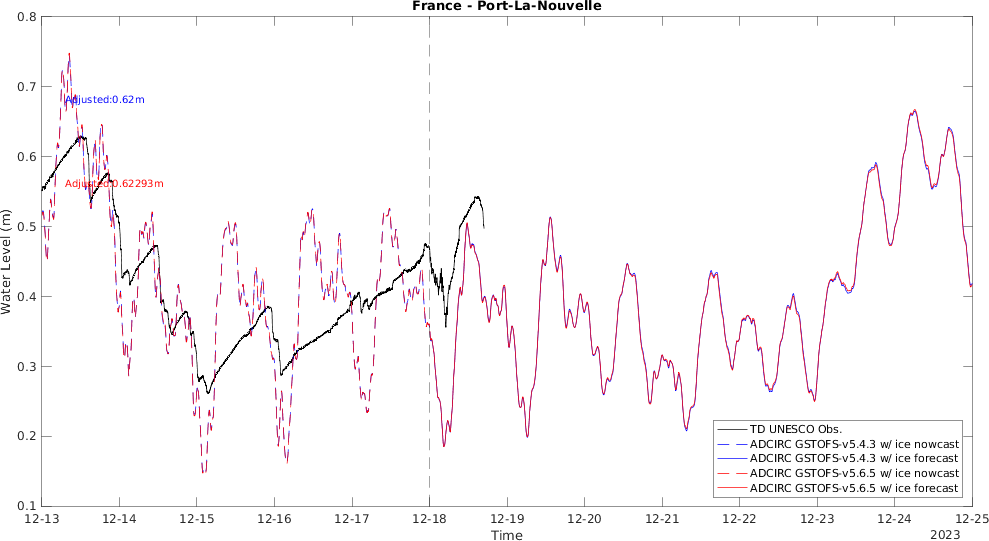 France - Port-La-Nouvelle
0.8
0.7
0.6
0.5
0.4
0.3
0.2
0.1
Water Level (m)
Adjusted:0.62m
Adjusted:0.62293m
TD UNESCO Obs.
ADCIRC GSTOFS-v5.4.3 w/ ice nowcast
ADCIRC GSTOFS-v5.4.3 w/ ice forecast
ADCIRC GSTOFS-v5.6.5 w/ ice nowcast
ADCIRC GSTOFS-v5.6.5 w/ ice forecast
12-13 12-14 12-15 12-16 12-17 12-18 12-19 12-20 12-21 12-22 12-23 12-24 12-25
Time
2023